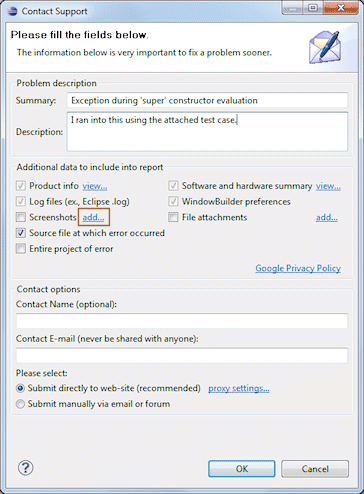 Contact Support
Please fill the fields below.
The information below is very important to fix a problem sooner.
Problem description
Summary: Exception during 'super' constructor evaluation
Description: I ran into this using the attached test case.
Additional data to include into report
Product info view... Software and hardware summary view...
Log files (ex., Eclipse .log) WindowBuilder preferences
Screenshots add... File attachments add...
Source file at which error occurred
Entire project of error
Google Privacy Policy
Contact options
Contact Name (optional):
Contact E-mail (never be shared with anyone):
Please select:
Submit directly to web-site (recommended) proxy settings...
Submit manually via email or forum
? OK Cancel